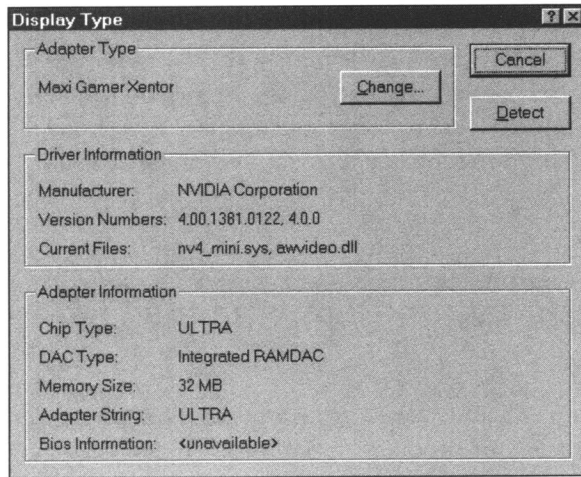 Display Type
Adapter Type
Maxi Gamer Xentor
Change...
Cancel
Detect
Driver Information
Manufacturer: NVIDIA Corporation
Version Numbers: 4.00.1381.0122, 4.0.0
Current Files: nv4_mini.sys, awvideo.dll
Adapter Information
Chip Type: ULTRA
DAC Type: Integrated RAMDAC
Memory Size: 32 MB
Adapter String: ULTRA
Bios Information: <unavailable>